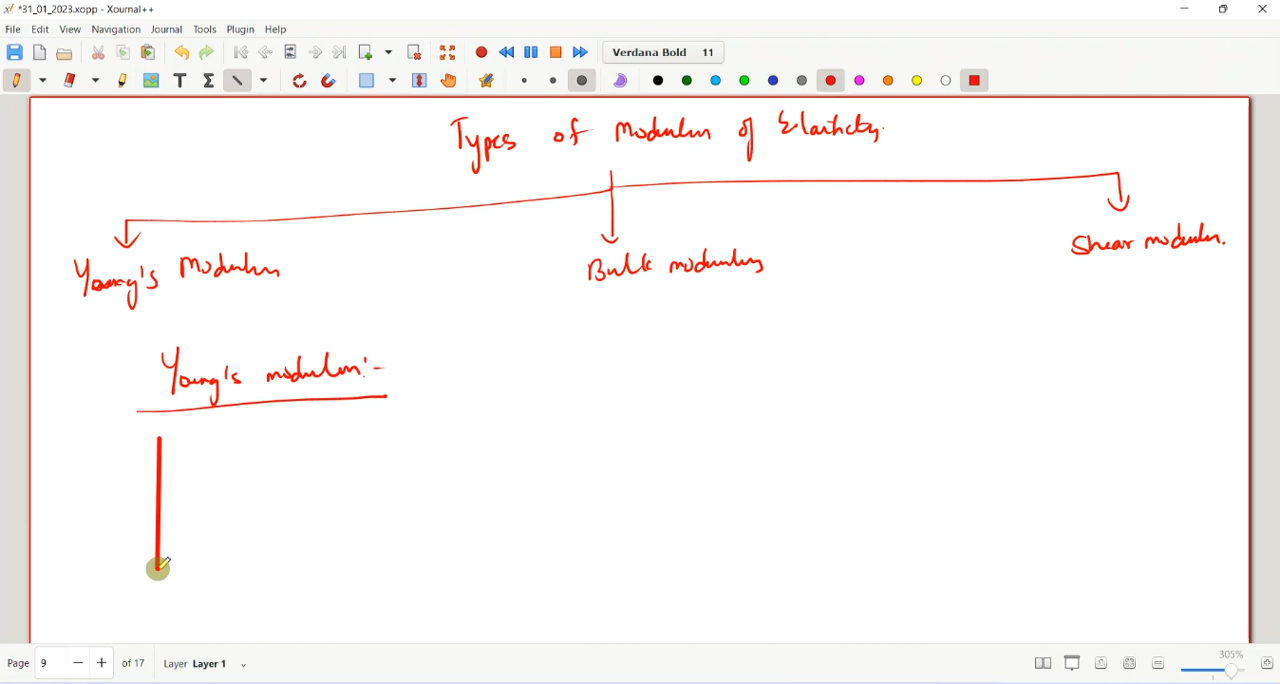 *31_01_2023.xopp - Xournal++
File Edit View Navigation Journal Tools Plugin Help
Verdana Bold 11
Types of Modulus of Elasticity.
Young's Modulus
Bulk modulus
Shear modulus.
Young's modulus:-
Page 9 of 17 Layer Layer 1 305%